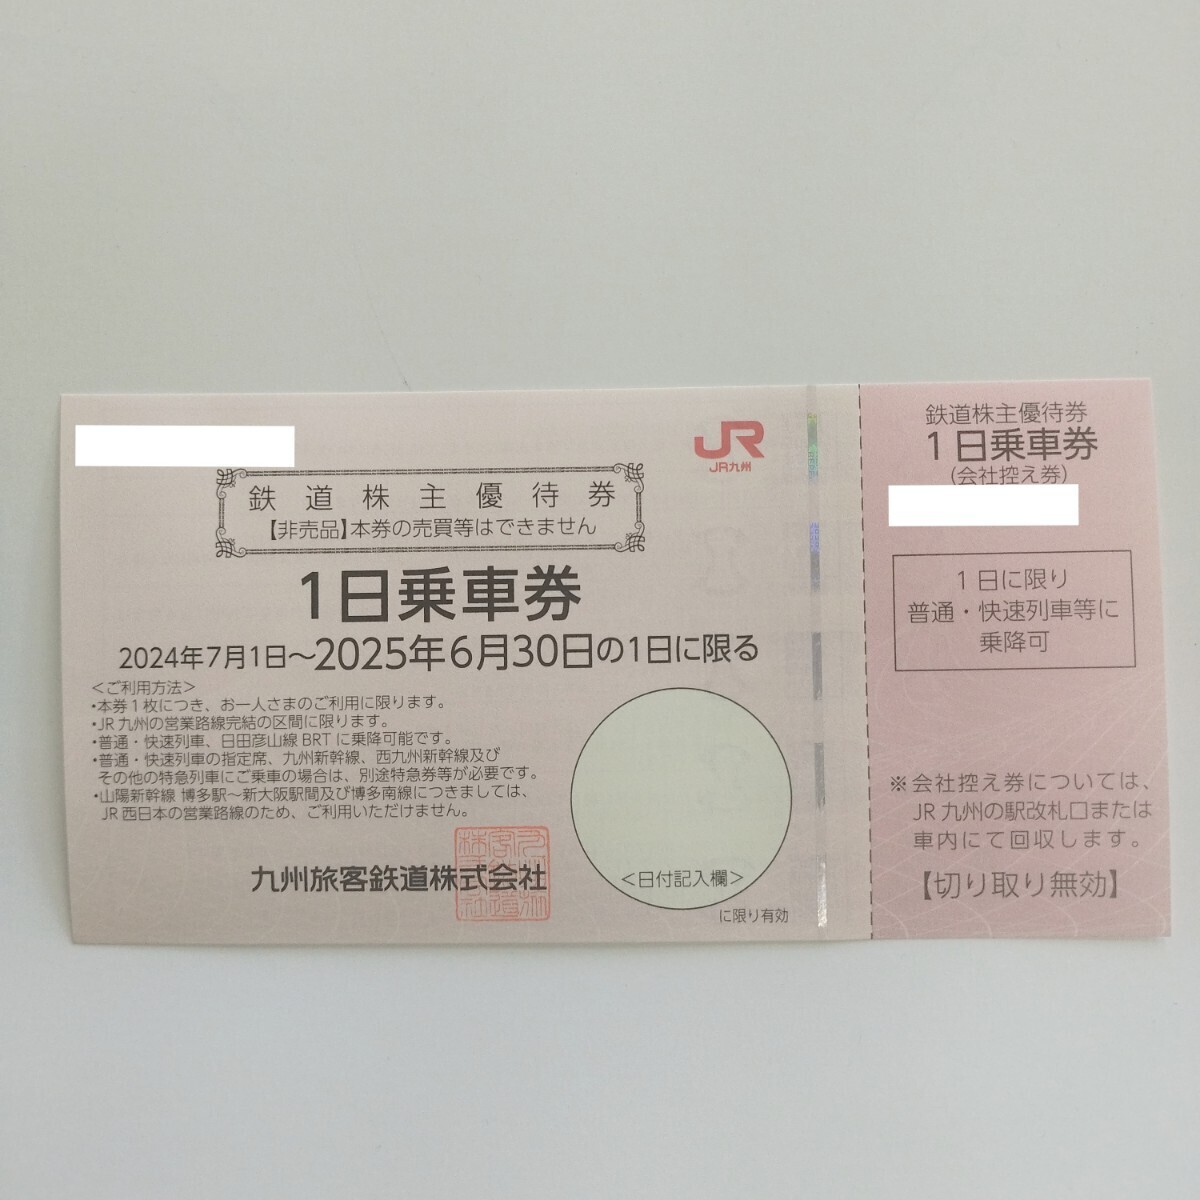 JR
JR九州
鉄道株主優待券
【非売品】本券の売買等はできません
1日乗車券
2024年7月1日～2025年6月30日の1日に限る
＜ご利用方法＞
・本券1枚につき、お一人さまのご利用に限ります。
・JR九州の営業路線完結の区間に限ります。
・普通・快速列車、日田彦山線BRTに乗降可能です。
・普通・快速列車の指定席、九州新幹線、西九州新幹線及び
その他の特急列車にご乗車の場合は、別途特急券等が必要です。
・山陽新幹線 博多駅～新大阪駅間及び博多南線につきましては、
JR西日本の営業路線のため、ご利用いただけません。
九州旅客鉄道株式会社
＜日付記入欄＞
に限り有効
鉄道株主優待券
1日乗車券
(会社控え券)
1日に限り
普通・快速列車等に
乗降可
※会社控え券については、
JR九州の駅改札口または
車内にて回収します。
【切り取り無効】